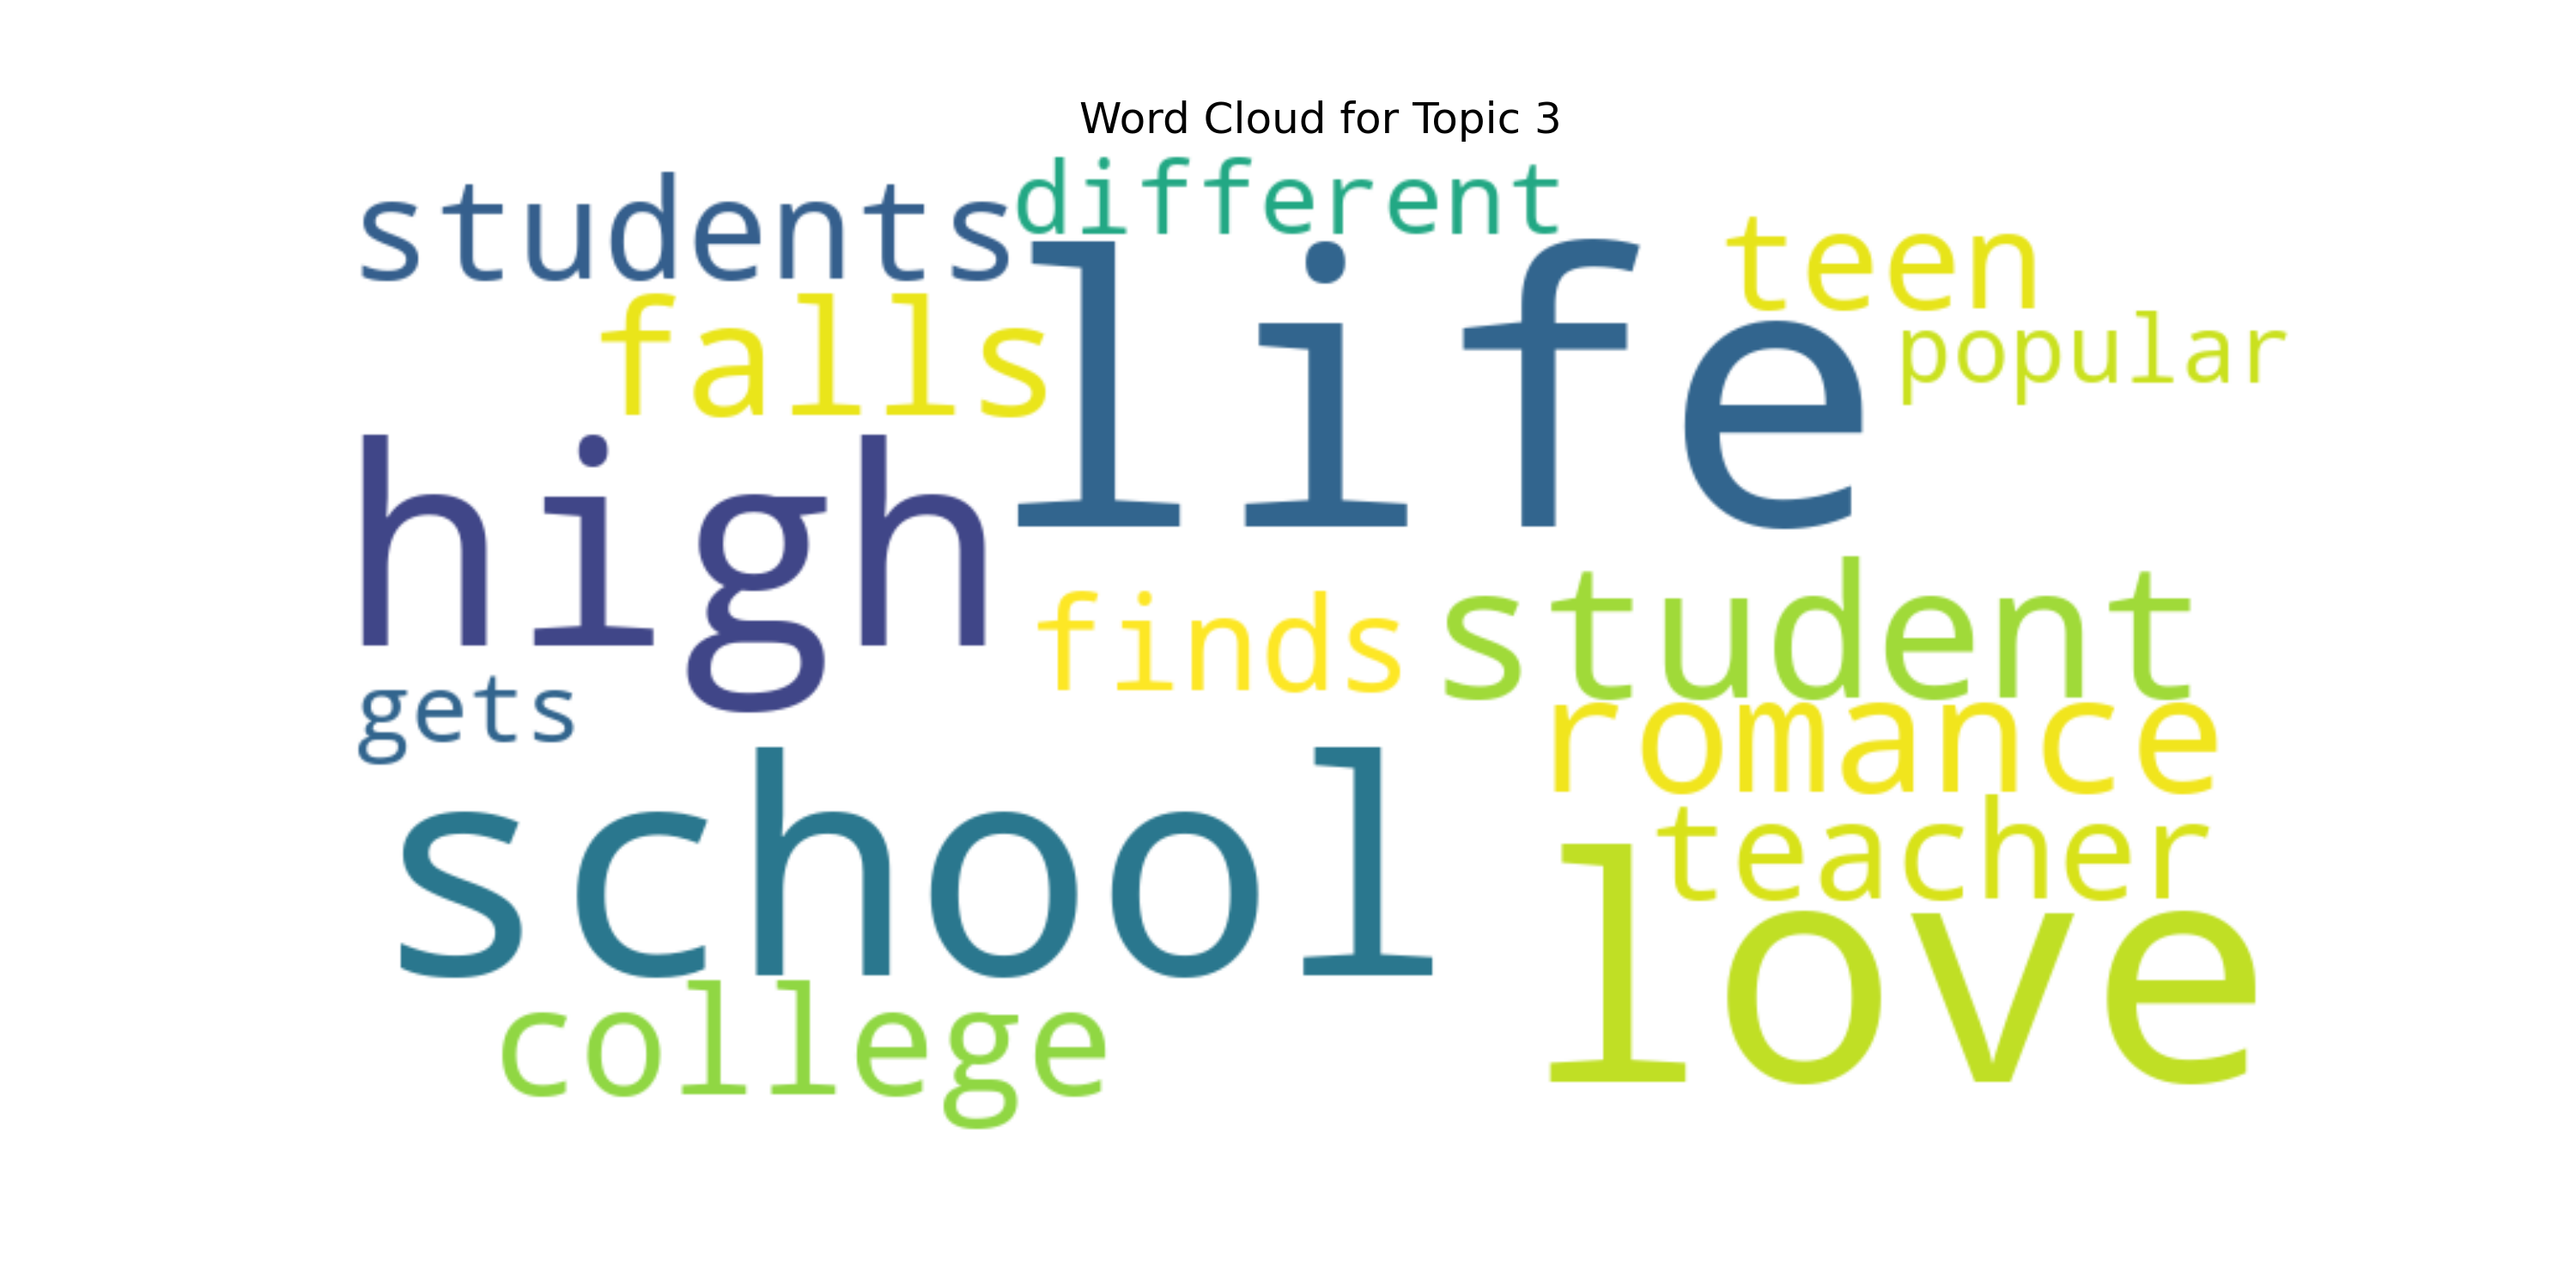 Word Cloud for Topic 3
different
students
teen
life
popular
falls
high
finds
student
gets
romance
school
teacher
love
college